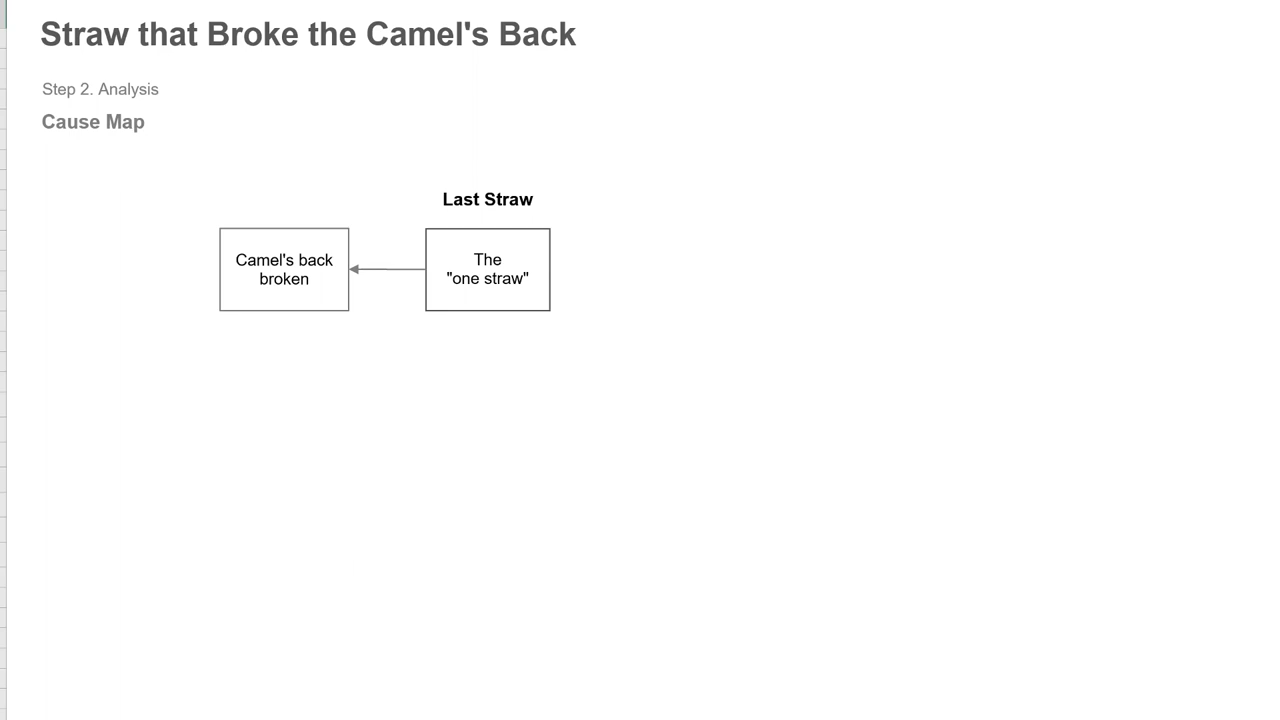 Straw that Broke the Camel's Back
Step 2. Analysis
Cause Map
Last Straw
Camel's back
broken
The
"one straw"